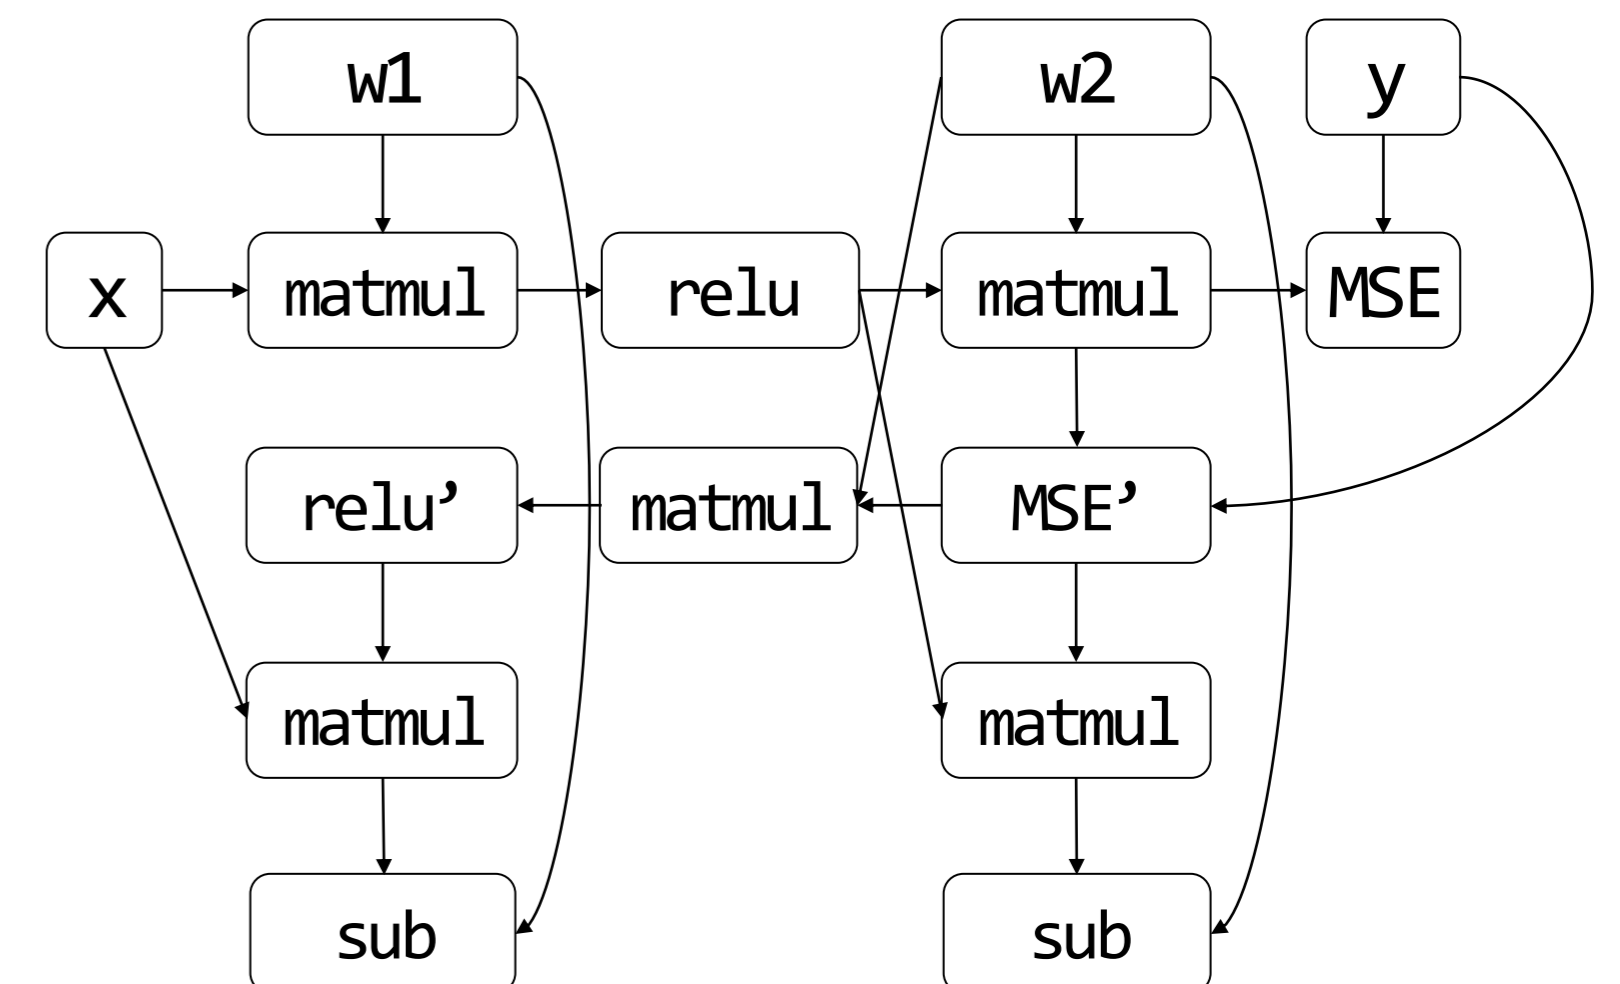 w1
w2
y
x
matmul
relu
matmul
MSE
relu’
matmul
MSE’
matmul
matmul
sub
sub